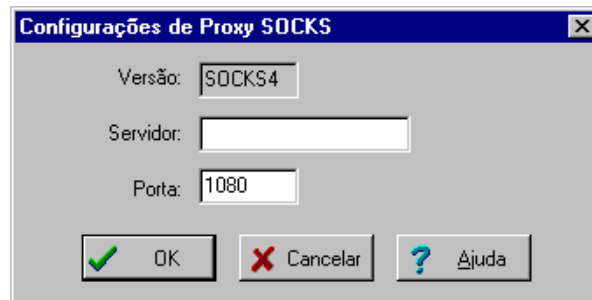 Configurações de Proxy SOCKS
Versão: SOCKS4
Servidor:
Porta: 1080
OK Cancelar Ajuda